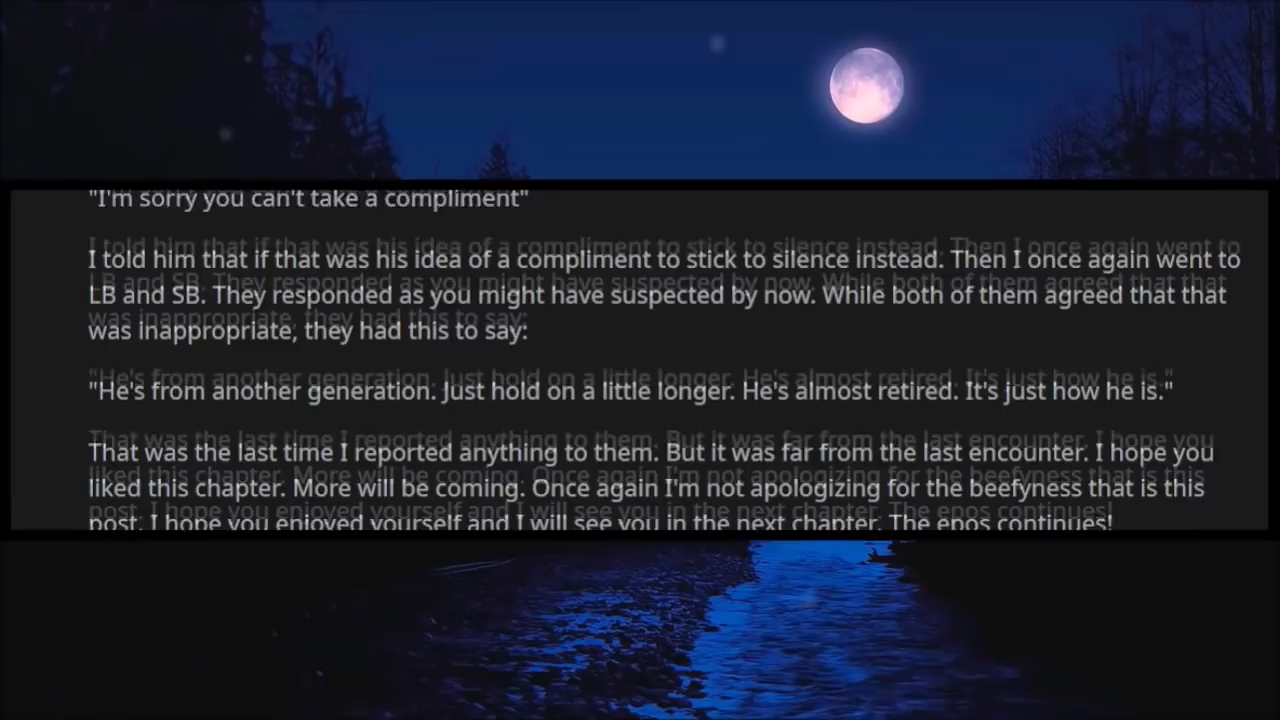 "I'm sorry you can't take a compliment"
I told him that if that was his idea of a compliment to stick to silence instead. Then I once again went to
LB and SB. They responded as you might have suspected by now. While both of them agreed that that
was inappropriate, they had this to say:
"He's from another generation. Just hold on a little longer. He's almost retired. It's just how he is."
That was the last time I reported anything to them. But it was far from the last encounter. I hope you
liked this chapter. More will be coming. Once again I'm not apologizing for the beefyness that is this
post. I hope you enjoyed yourself and I will see you in the next chapter. The epos continues!